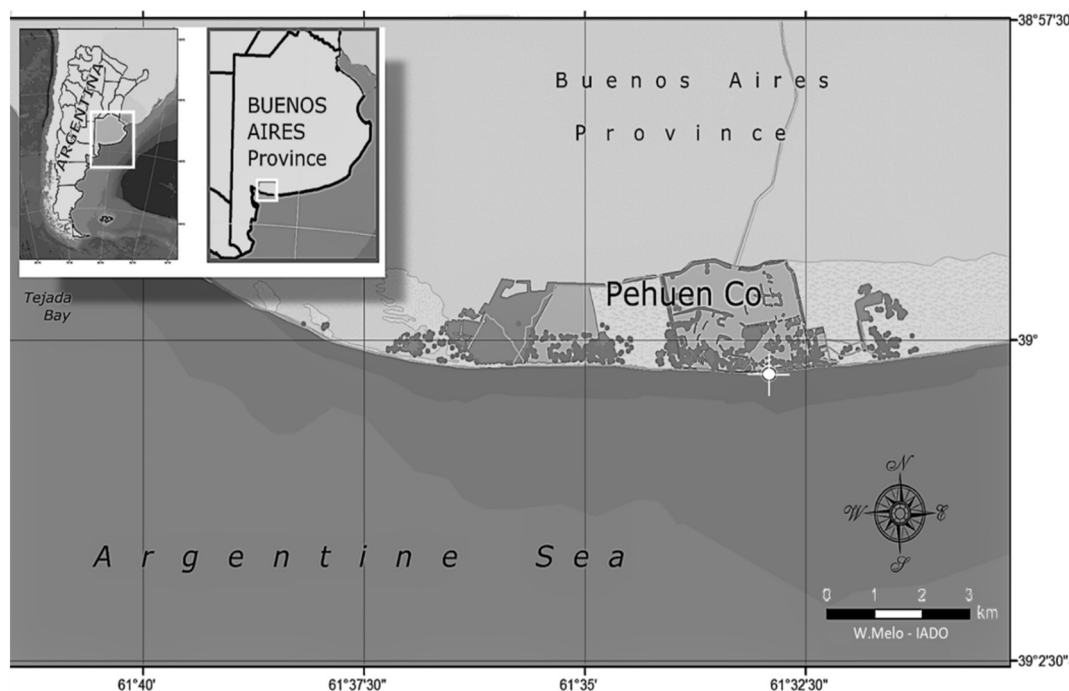 38°57'30
ARGENTINA
BUENOS
AIRES
Province
Buenos Aires
Province
Tejada
Bay
Pehuen Co
39°
Argentine Sea
N
W
E
S
0 1 2 3 km
W.Melo - IADO
39°2'30"
61°40' 61°37'30" 61°35' 61°32'30"